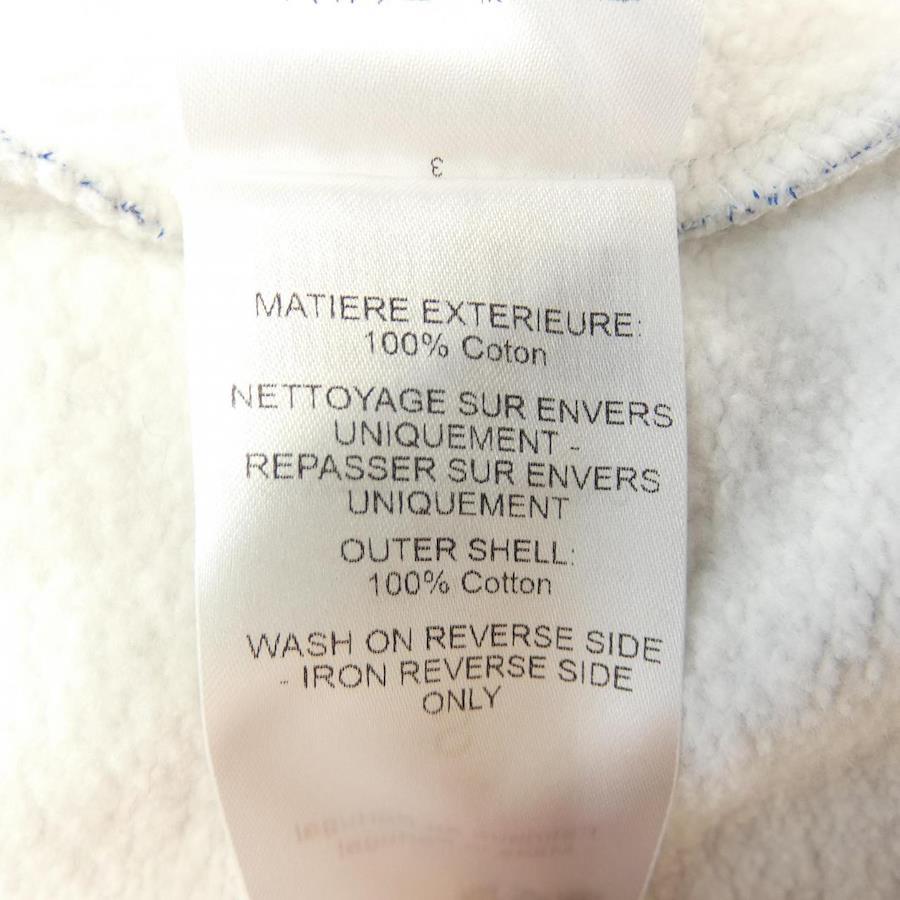 3
MATIERE EXTERIEURE:
100% Coton
NETTOYAGE SUR ENVERS
UNIQUEMENT -
REPASSER SUR ENVERS
UNIQUEMENT
OUTER SHELL:
100% Cotton
WASH ON REVERSE SIDE
- IRON REVERSE SIDE
ONLY